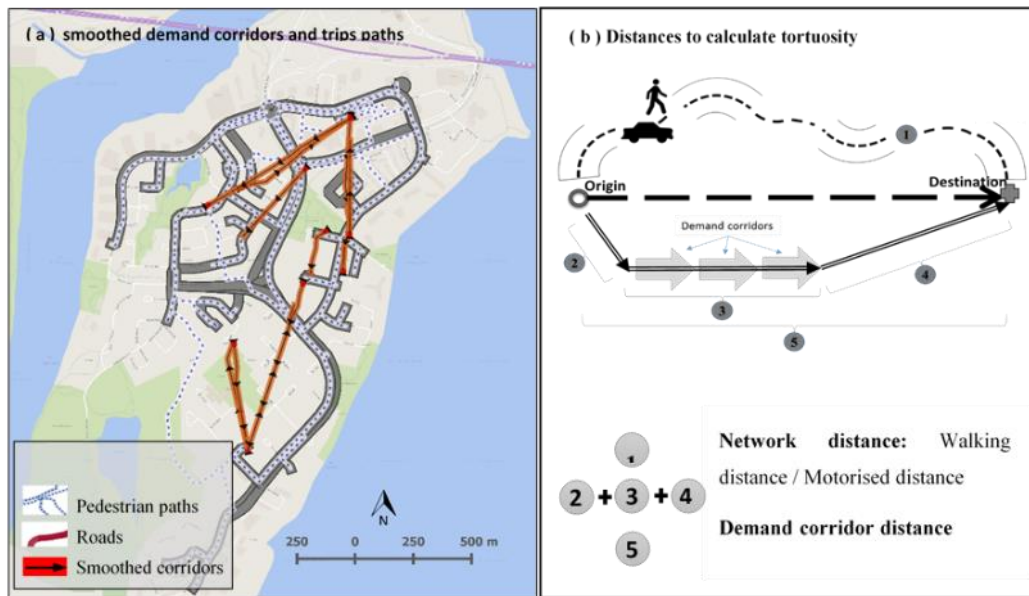 ( a ) smoothed demand corridors and trips paths
Pedestrian paths
Roads
Smoothed corridors
N
250 0 250 500 m
( b ) Distances to calculate tortuosity
1
Origin
Destination
Demand corridors
2
4
3
5
1
2 + 3 + 4
5
Network distance: Walking
distance / Motorised distance
Demand corridor distance